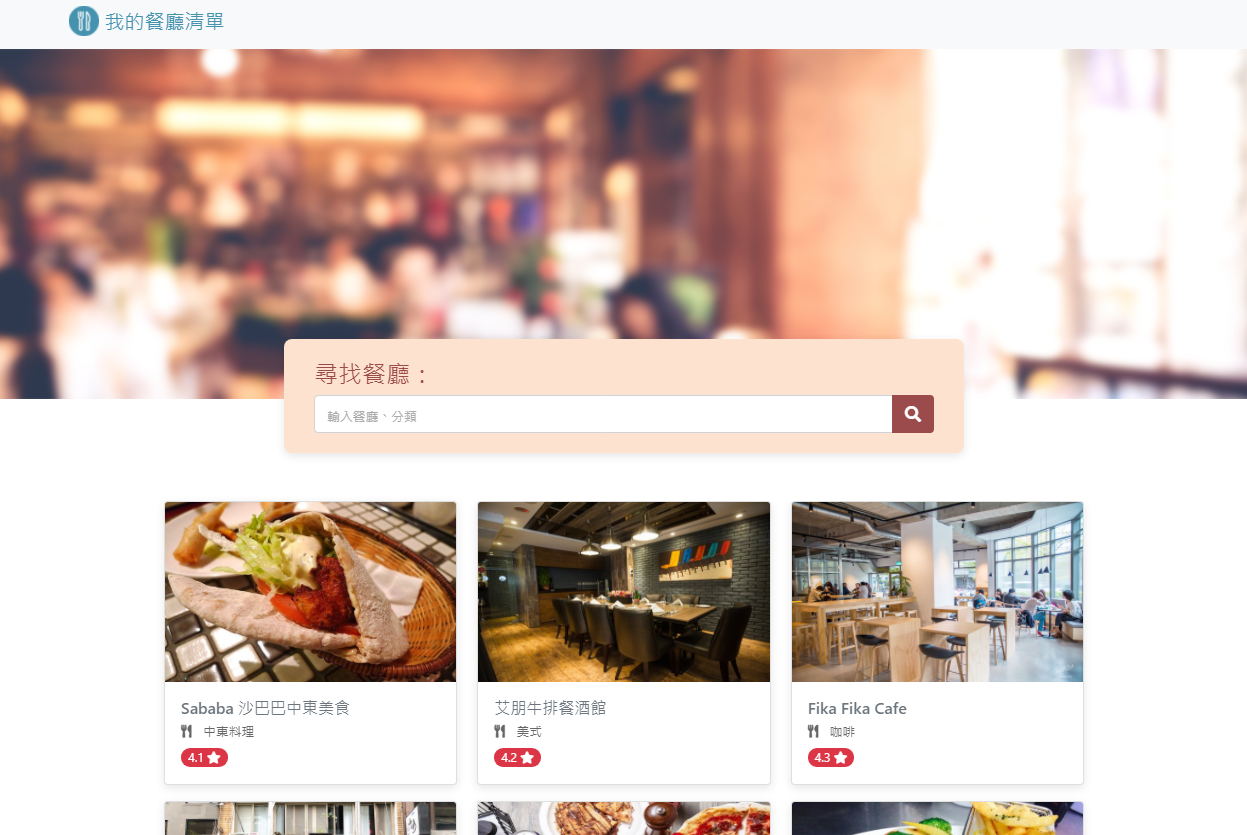 我的餐廳清單
尋找餐廳：
輸入餐廳、分類
Sababa 沙巴巴中東美食
中東料理
4.1
艾朋牛排餐酒館
美式
4.2
Fika Fika Cafe
咖啡
4.3